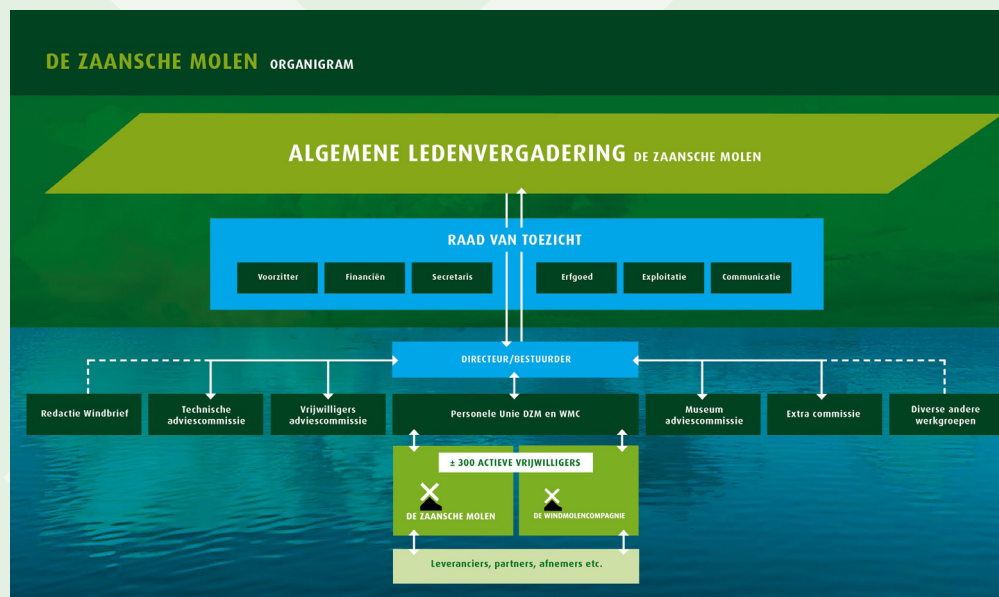 DE ZAANSCHE MOLEN ORGANIGRAM
ALGEMENE LEDENVERGADERING DE ZAANSCHE MOLEN
RAAD VAN TOEZICHT
Voorzitter
Financiën
Secretaris
Erfgoed
Exploitatie
Communicatie
DIRECTEUR/BESTUURDER
Redactie Windbrief
Technische
adviescommissie
Vrijwilligers
adviescommissie
Personele Unie DZM en WMC
Museum
adviescommissie
Extra commissie
Diverse andere
werkgroepen
± 300 ACTIEVE VRIJWILLIGERS
DE ZAANSCHE MOLEN
DE WINDMOLENCOMPAGNIE
Leveranciers, partners, afnemers etc.